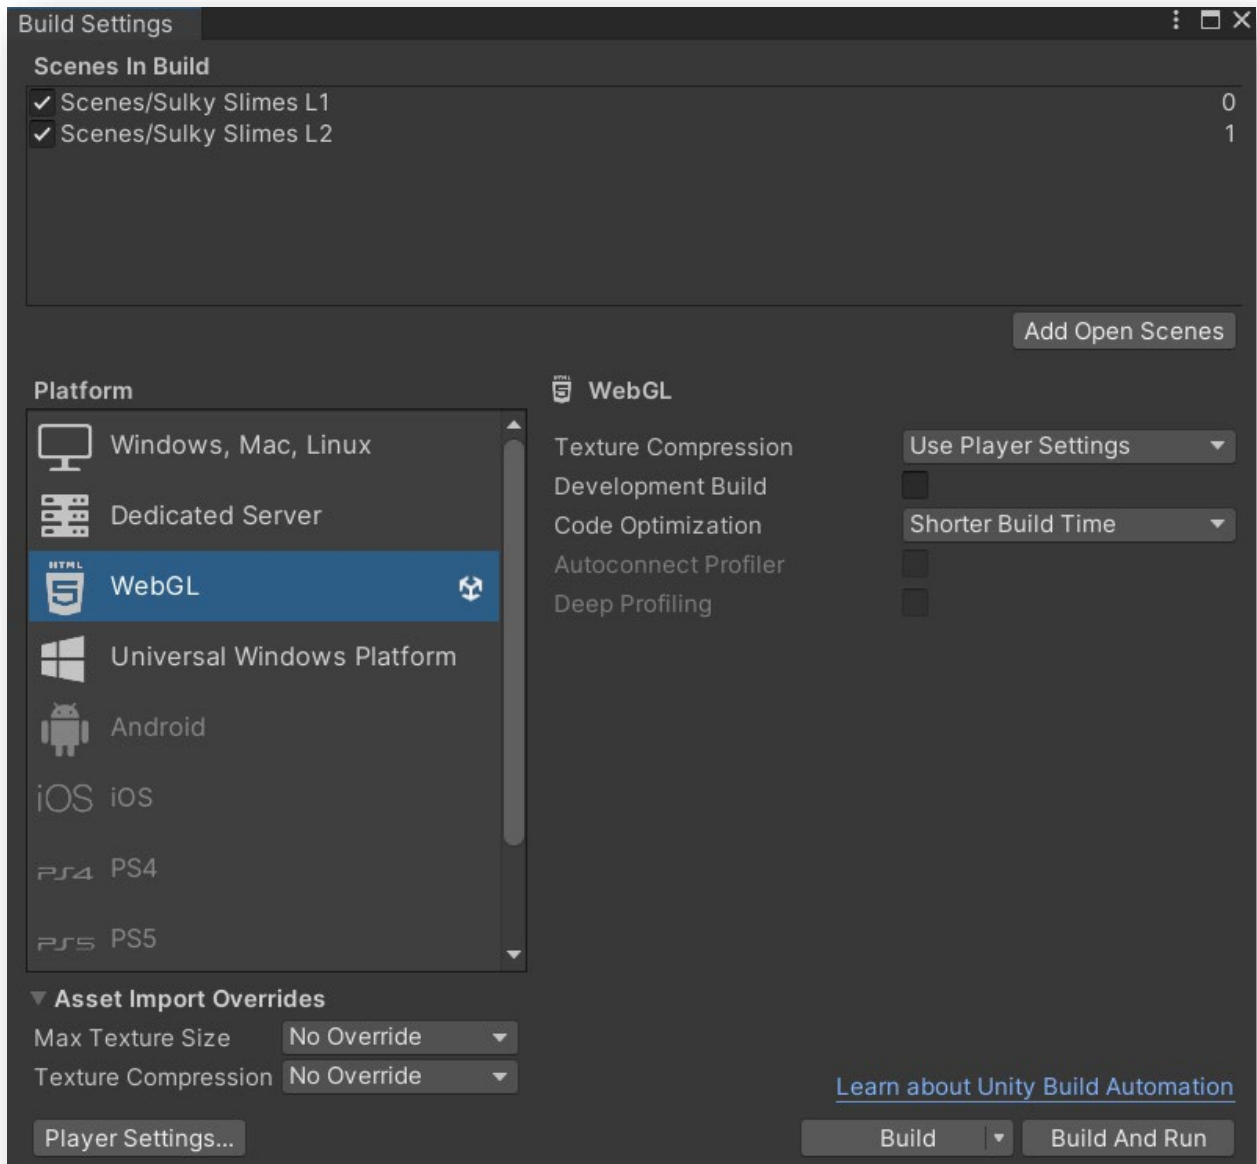 Build Settings
Scenes In Build
Scenes/Sulky Slimes L1 0
Scenes/Sulky Slimes L2 1
Add Open Scenes
Platform
Windows, Mac, Linux
Dedicated Server
HTML WebGL
Universal Windows Platform
Android
iOS iOS
PS4 PS4
PS5 PS5
HTML WebGL
Texture Compression Use Player Settings
Development Build
Code Optimization Shorter Build Time
Autoconnect Profiler
Deep Profiling
Asset Import Overrides
Max Texture Size No Override
Texture Compression No Override
Learn about Unity Build Automation
Player Settings... Build Build And Run